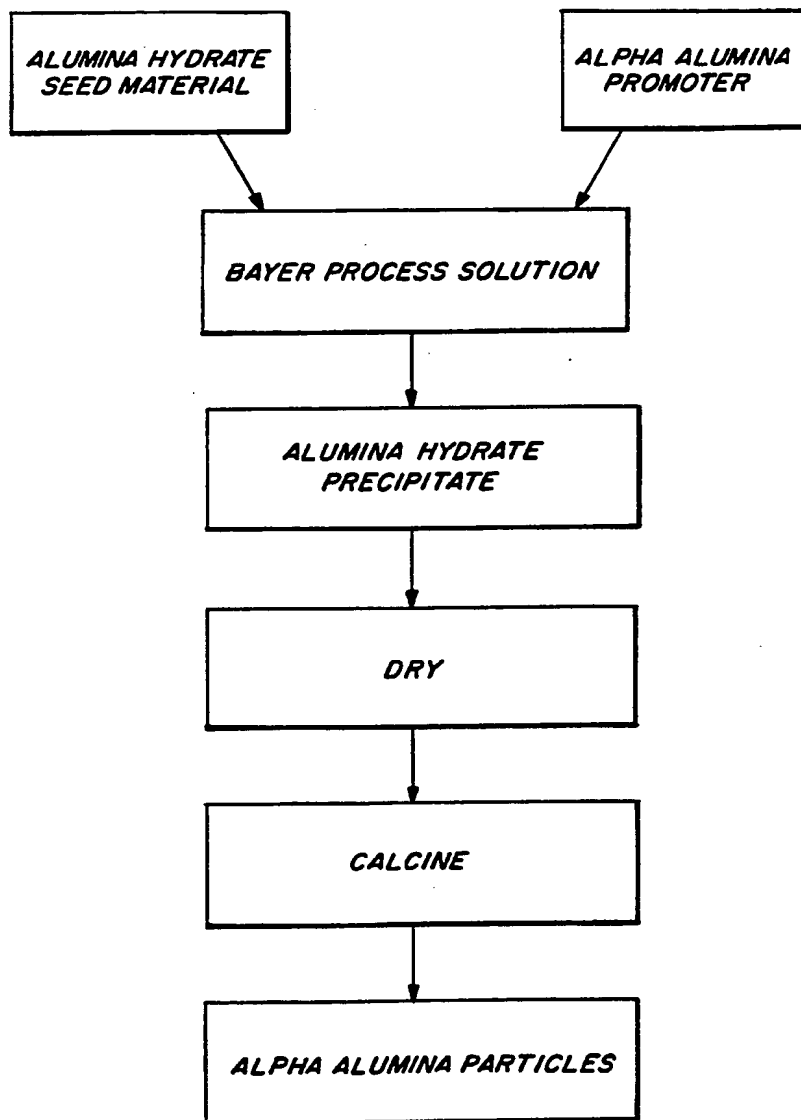 ALUMINA HYDRATE
SEED MATERIAL
ALPHA ALUMINA
PROMOTER
BAYER PROCESS SOLUTION
ALUMINA HYDRATE
PRECIPITATE
DRY
CALCINE
ALPHA ALUMINA PARTICLES